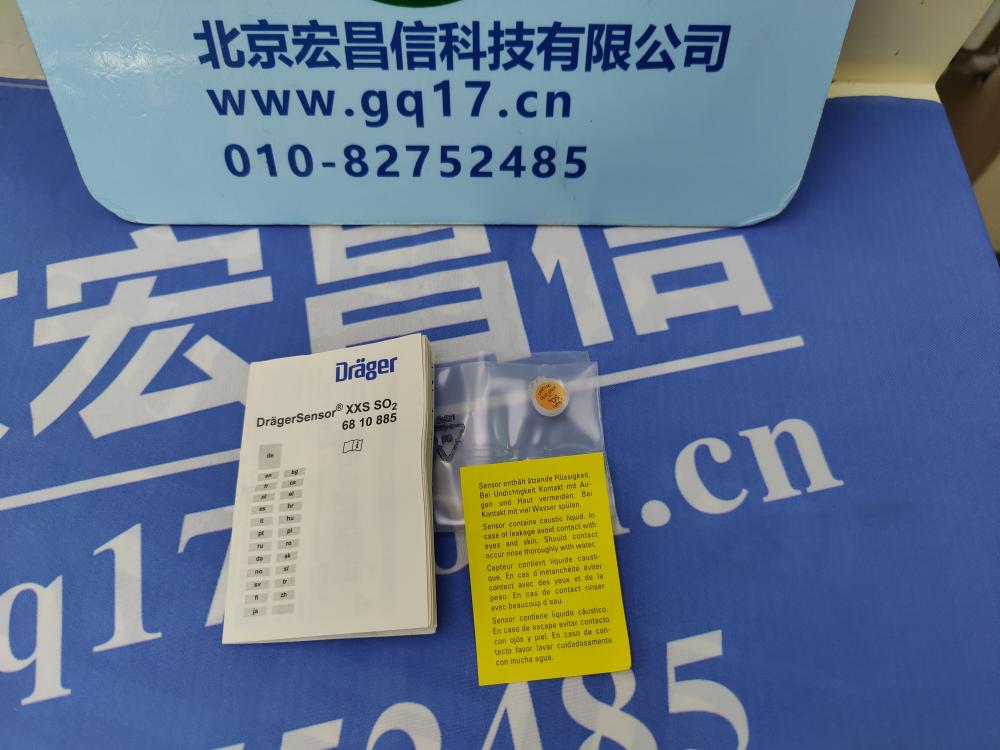 北京宏昌信科技有限公司
www.gq17.cn
010-82752485
宏昌信
Dräger
DrägerSensor® XXS SO2
68 10 885
de
en bg
fr cs
nl el
es hr
it hu
pt pl
ru ro
da sk
no sl
sv tr
fi zh
ja
SO2
Sensor enthält ätzende Flüssigkeit.
Bei Undichtigkeit Kontakt mit Au-
gen und Haut vermeiden. Bei
Kontakt mit viel Wasser spülen.
Sensor contains caustic liquid. In
case of leakage avoid contact with
eyes and skin. Should contact
occur rinse thoroughly with water.
Capteur contient liquide causti-
que. En cas d'métanchéité éviter
contact avec des yeux et de la
peau. En cas de contact rinser
avec beaucoup d'eau.
Sensor contiene liquido cáustico.
En caso de escape evitar contacto
con ojos y piel. En caso de con-
tacto favor lavar cuidadosamente
con mucha agua.
q17
.cn
52485